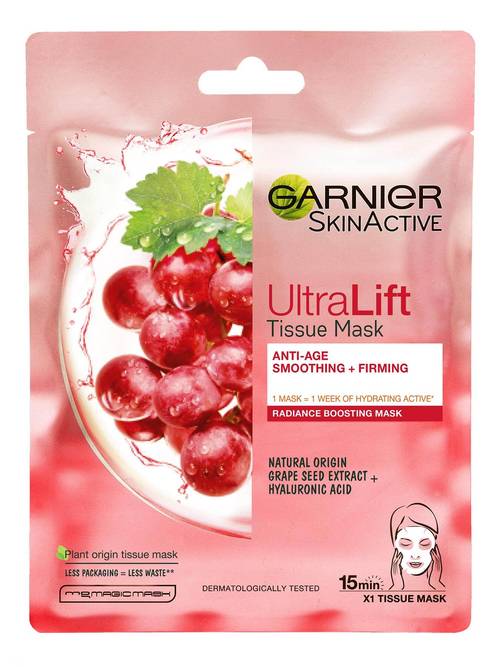 GARNIER
SKINACTIVE
UltraLift
Tissue Mask
ANTI-AGE
SMOOTHING + FIRMING
1 MASK = 1 WEEK OF HYDRATING ACTIVE*
RADIANCE BOOSTING MASK
NATURAL ORIGIN
GRAPE SEED EXTRACT +
HYALURONIC ACID
Plant origin tissue mask
LESS PACKAGING = LESS WASTE**
DERMATOLOGICALLY TESTED
15min
X1 TISSUE MASK